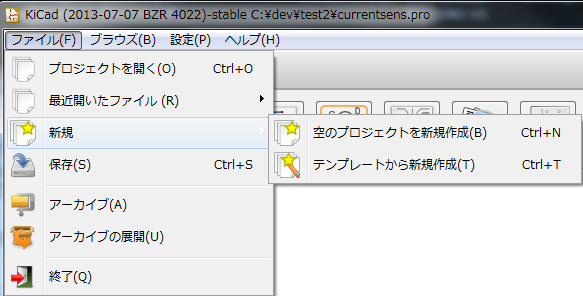 KiCad (2013-07-07 BZR 4022)-stable C:¥dev¥test2¥currentsens.pro
ファイル(F) ブラウズ(B) 設定(P) ヘルプ(H)
プロジェクトを開く(O) Ctrl+O
最近開いたファイル (R)
新規
空のプロジェクトを新規作成(B) Ctrl+N
保存(S) Ctrl+S
テンプレートから新規作成(T) Ctrl+T
アーカイブ(A)
アーカイブの展開(U)
終了(Q)